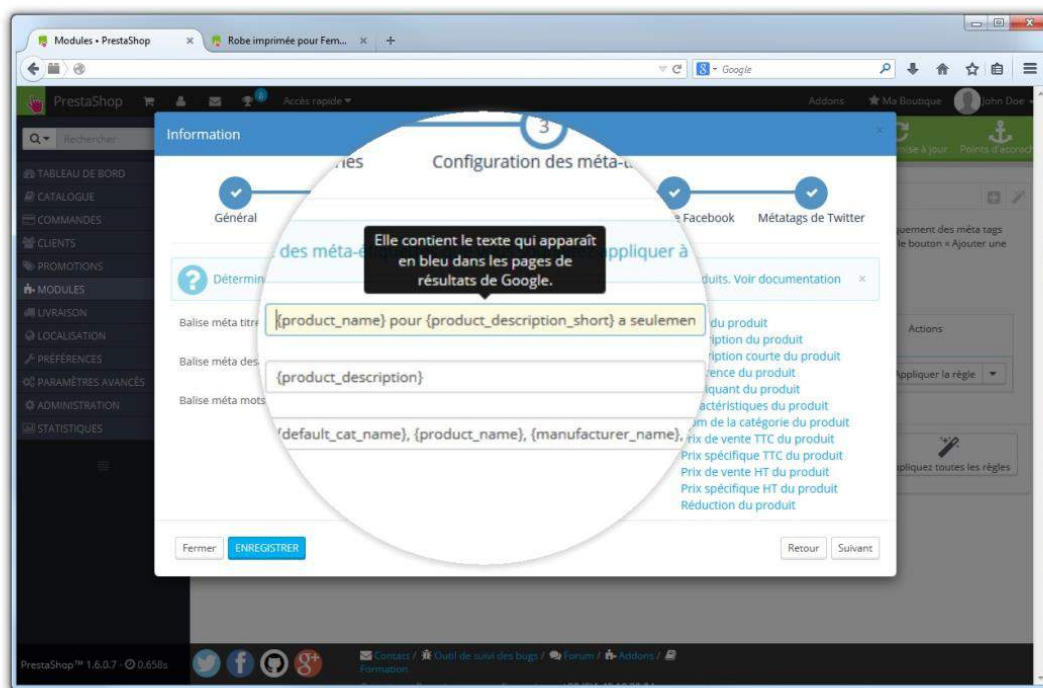 Modules • PrestaShop
Robe imprimée pour Fem...
Google
PrestaShop
Accès rapide
Addons
Ma Boutique
John Doe
Rechercher
mise à jour
Points d'accroch
TABLEAU DE BORD
CATALOGUE
COMMANDES
CLIENTS
PROMOTIONS
MODULES
LIVRAISON
LOCALISATION
PRÉFÉRENCES
PARAMÈTRES AVANCÉS
ADMINISTRATION
STATISTIQUES
Information
3
Configuration des méta-
Général
Facebook
Métatags de Twitter
Elle contient le texte qui apparaît
en bleu dans les pages de
résultats de Google.
des méta-
appliquer à
Détermin
duits. Voir documentation
Balise méta titre
{product_name} pour {product_description_short} a seulemen
Balise méta des
{product_description}
Balise méta mots
{default_cat_name}, {product_name}, {manufacturer_name},
du produit
ription du produit
ription courte du produit
rence du produit
iquant du produit
actéristiques du produit
om de la catégorie du produit
Prix de vente TTC du produit
Prix spécifique TTC du produit
Prix de vente HT du produit
Prix spécifique HT du produit
Réduction du produit
Fermer
ENREGISTRER
Retour
Suivant
quement des méta tags
le bouton « Ajouter une
Actions
Appliquer la règle
pliquez toutes les règles
PrestaShop™ 1.6.0.7 - 0.658s
Contact / Outil de suivi des bugs / Forum / Addons /
Formation